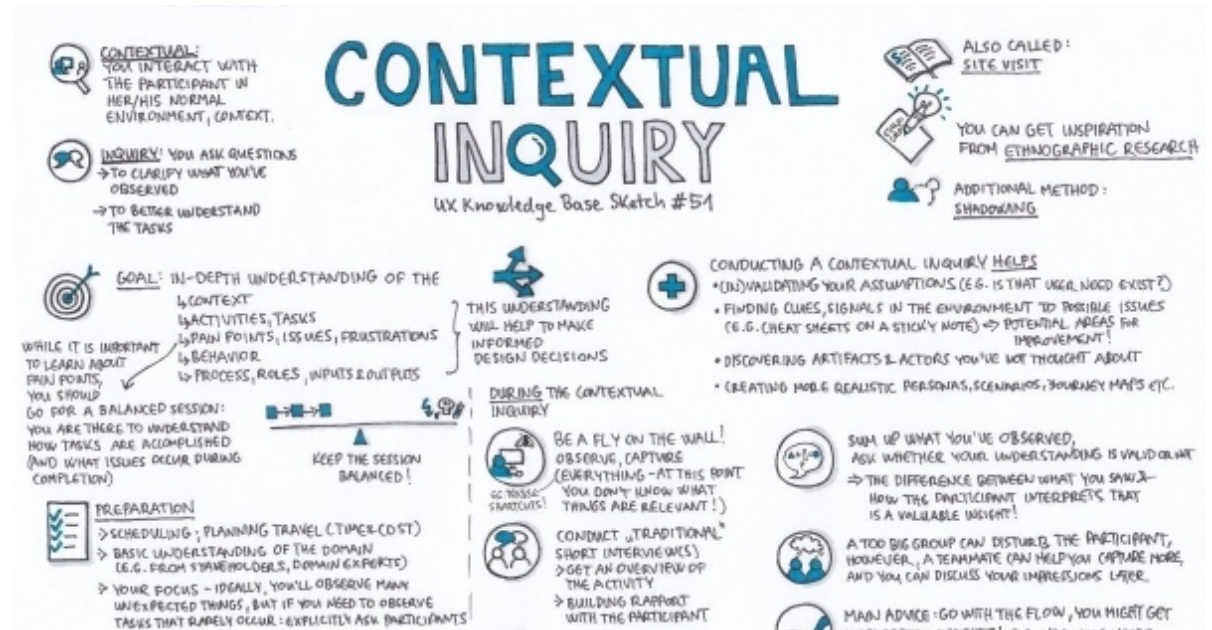 CONTEXTUAL
INQUIRY
UX Knowledge Base Sketch #51
CONTEXTUAL:
YOU INTERACT WITH
THE PARTICIPANT IN
HER/HIS NORMAL
ENVIRONMENT, CONTEXT.
INQUIRY: YOU ASK QUESTIONS
→ TO CLARIFY WHAT YOU'VE
OBSERVED
→ TO BETTER UNDERSTAND
THE TASKS
ALSO CALLED:
SITE VISIT
YOU CAN GET INSPIRATION
FROM ETHNOGRAPHIC RESEARCH
ADDITIONAL METHOD:
SHADOWING
GOAL: IN-DEPTH UNDERSTANDING OF THE
↳ CONTEXT
↳ ACTIVITIES, TASKS
↳ PAIN POINTS, ISSUES, FRUSTRATIONS
↳ BEHAVIOR
↳ PROCESS, ROLES, INPUTS & OUTPUTS
THIS UNDERSTANDING
WILL HELP TO MAKE
INFORMED
DESIGN DECISIONS
WHILE IT IS IMPORTANT
TO LEARN ABOUT
PAIN POINTS,
YOU SHOULD
GO FOR A BALANCED SESSION:
YOU ARE THERE TO UNDERSTAND
HOW TASKS ARE ACCOMPLISHED
(AND WHAT ISSUES OCCUR DURING
COMPLETION)
KEEP THE SESSION
BALANCED!
PREPARATION
> SCHEDULING, PLANNING TRAVEL (TIME & COST)
> BASIC UNDERSTANDING OF THE DOMAIN
(E.G. FROM STAKEHOLDERS, DOMAIN EXPERTS)
> YOUR FOCUS - IDEALLY, YOU'LL OBSERVE MANY
UNEXPECTED THINGS, BUT IF YOU NEED TO OBSERVE
TASKS THAT RARELY OCCUR: EXPLICITLY ASK PARTICIPANTS
CONDUCTING A CONTEXTUAL INQUIRY HELPS
• (IN)VALIDATING YOUR ASSUMPTIONS (E.G. IS THAT USER NEED EXIST?)
• FINDING CLUES, SIGNALS IN THE ENVIRONMENT TO POSSIBLE ISSUES
(E.G. CHEAT SHEETS ON A STICKY NOTE) ⇨ POTENTIAL AREAS FOR
IMPROVEMENT!
• DISCOVERING ARTIFACTS & ACTORS YOU'VE NOT THOUGHT ABOUT
• CREATING MORE REALISTIC PERSONAS, SCENARIOS, JOURNEY MAPS ETC.
DURING THE CONTEXTUAL
INQUIRY
BE A FLY ON THE WALL!
OBSERVE, CAPTURE
(EVERYTHING - AT THIS POINT
YOU DON'T KNOW WHAT
THINGS ARE RELEVANT!)
SHORTCUTS!
CONDUCT „TRADITIONAL"
SHORT INTERVIEW(S)
> GET AN OVERVIEW OF
THE ACTIVITY
> BUILDING RAPPORT
WITH THE PARTICIPANT
SUM UP WHAT YOU'VE OBSERVED,
ASK WHETHER YOUR UNDERSTANDING IS VALID OR NOT
⇒ THE DIFFERENCE BETWEEN WHAT YOU SAW &
HOW THE PARTICIPANT INTERPRETS THAT
IS A VALUABLE INSIGHT!
A TOO BIG GROUP CAN DISTURB THE PARTICIPANT,
HOWEVER, A TEAMMATE CAN HELP YOU CAPTURE MORE,
AND YOU CAN DISCUSS YOUR IMPRESSIONS LATER.
MAIN ADVICE: GO WITH THE FLOW, YOU MIGHT GET